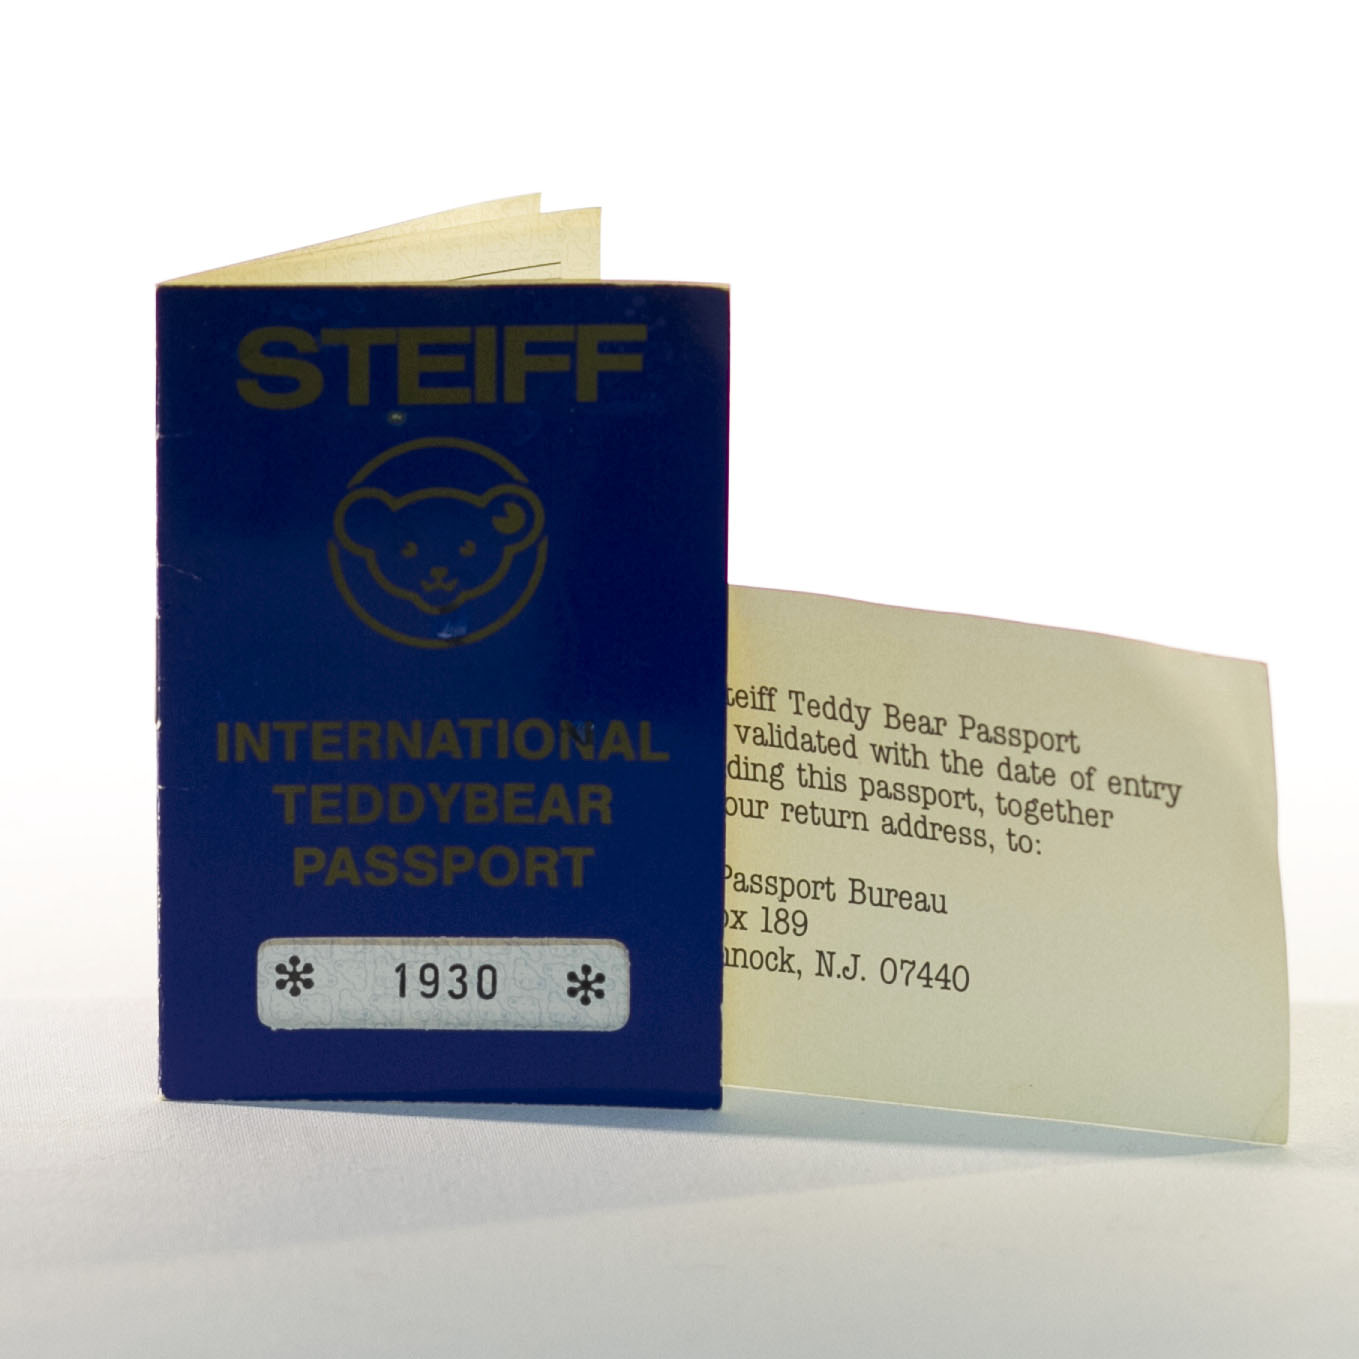 STEIFF
INTERNATIONAL
TEDDYBEAR
PASSPORT
* 1930 *
teiff Teddy Bear Passport
validated with the date of entry
ding this passport, together
our return address, to:
Passport Bureau
ox 189
nnock, N.J. 07440